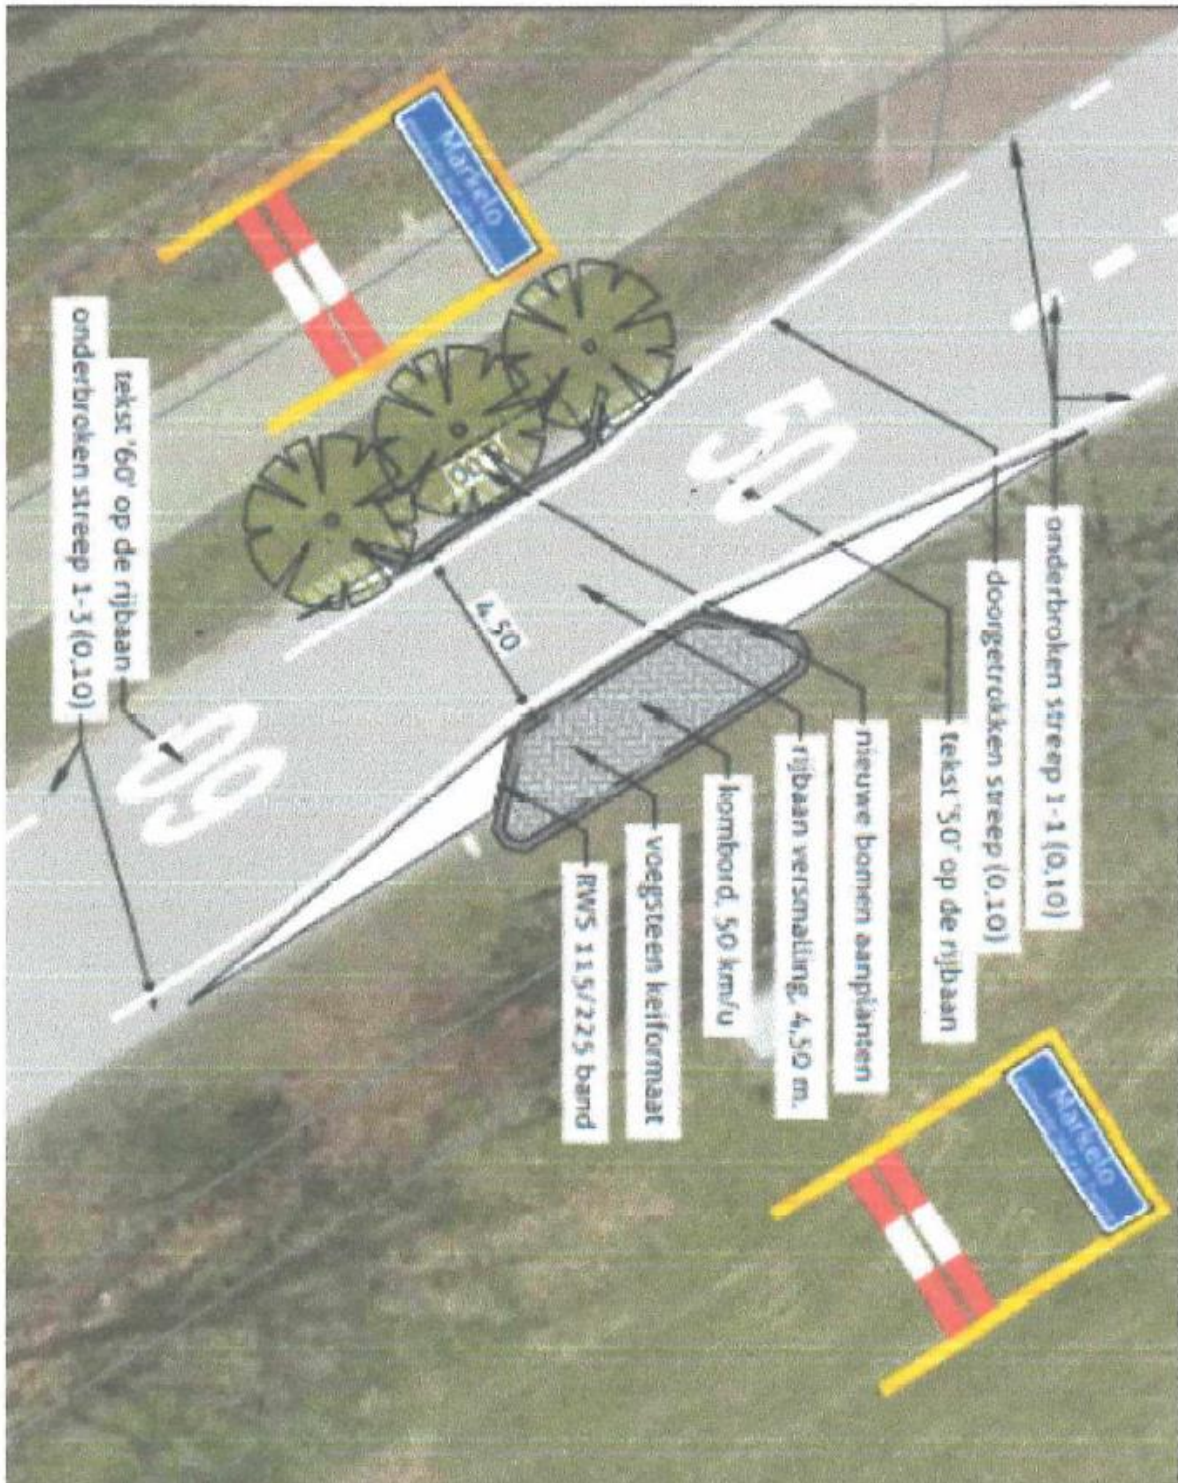 onderbroken streep 1-1 (0,10)
doorgetrokken streep (0,10)
tekst '50' op de rijbaan
nieuwe bomen aanplanten
rijbaan versmalling, 4,50 m.
kombord, 50 km/u
voegsteen keiformaat
RWS 115/225 band
Markelo
Markelo
50
4.50
60
tekst '60' op de rijbaan
onderbroken streep 1-3 (0,10)